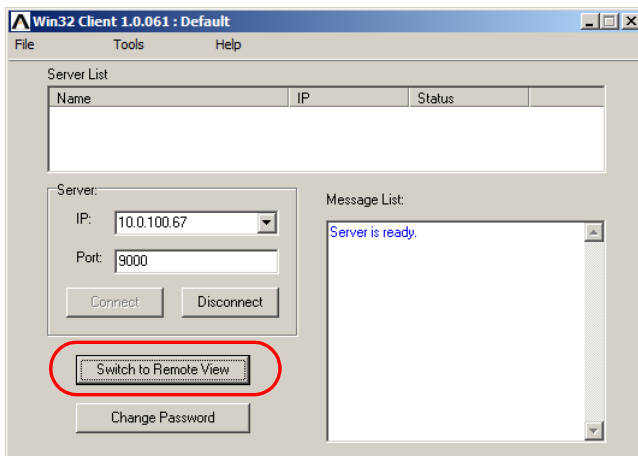 Win32 Client 1.0.061 : Default
File Tools Help
Server List
Name IP Status
Server:
IP: 10.0.100.67
Port: 9000
Connect Disconnect
Switch to Remote View
Change Password
Message List:
Server is ready.